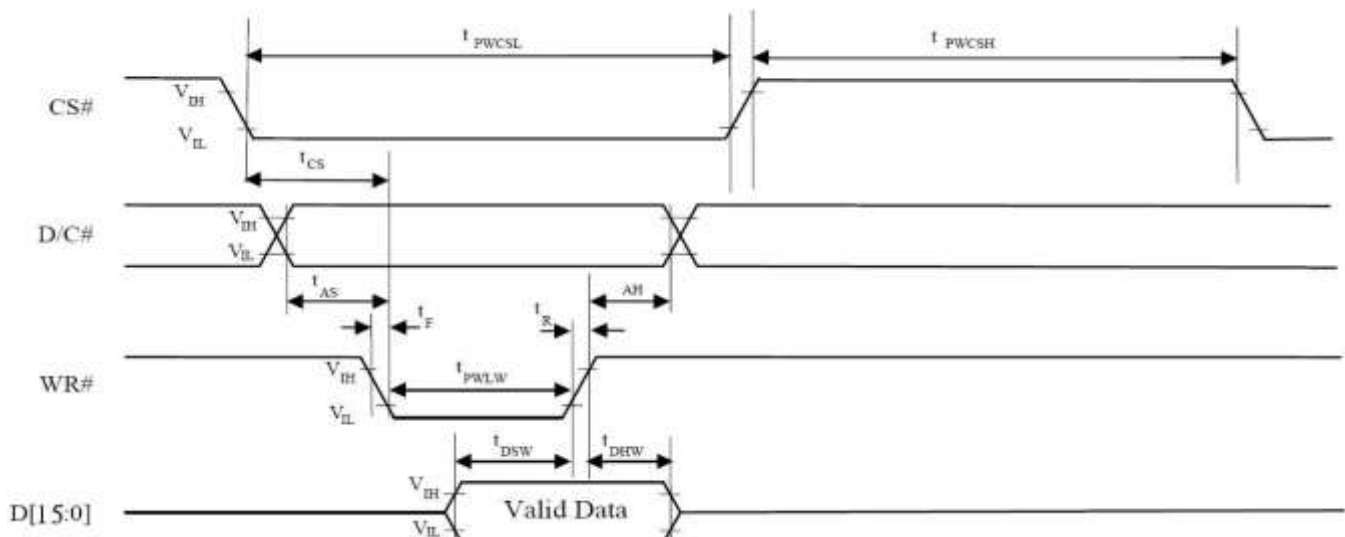 t PWCSL
t PWCSH
CS#
VIH
VIL
tCS
D/C#
VIH
VIL
tAS
AH
tF
tR
WR#
VIH
tPWLW
VIL
tDSW
tDHW
D[15:0]
VIH
Valid Data
VIL